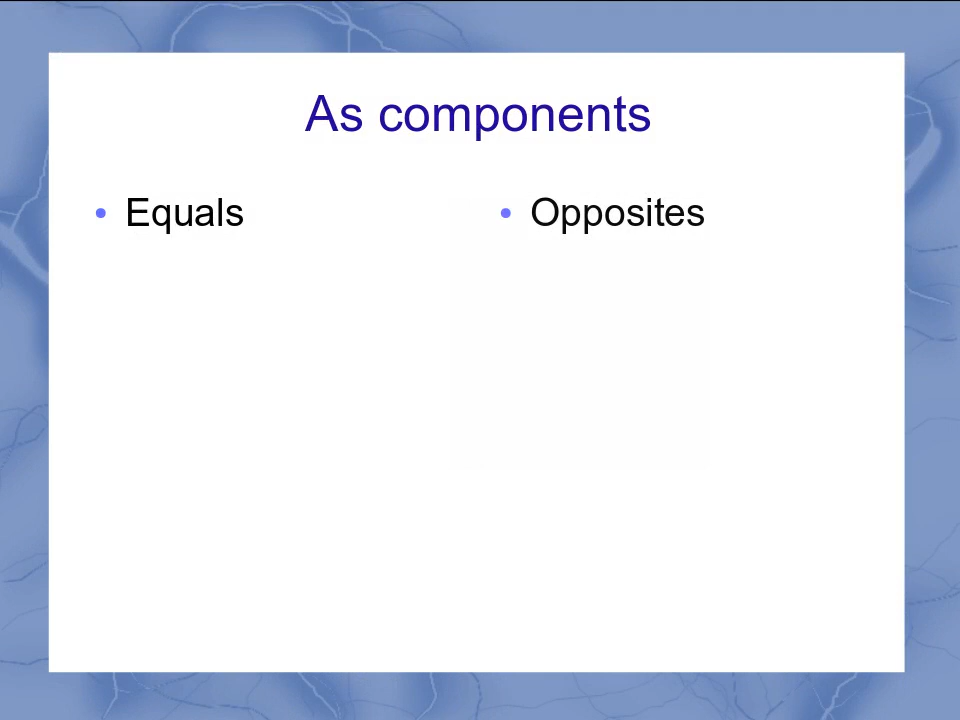 As components
• Equals
• Opposites